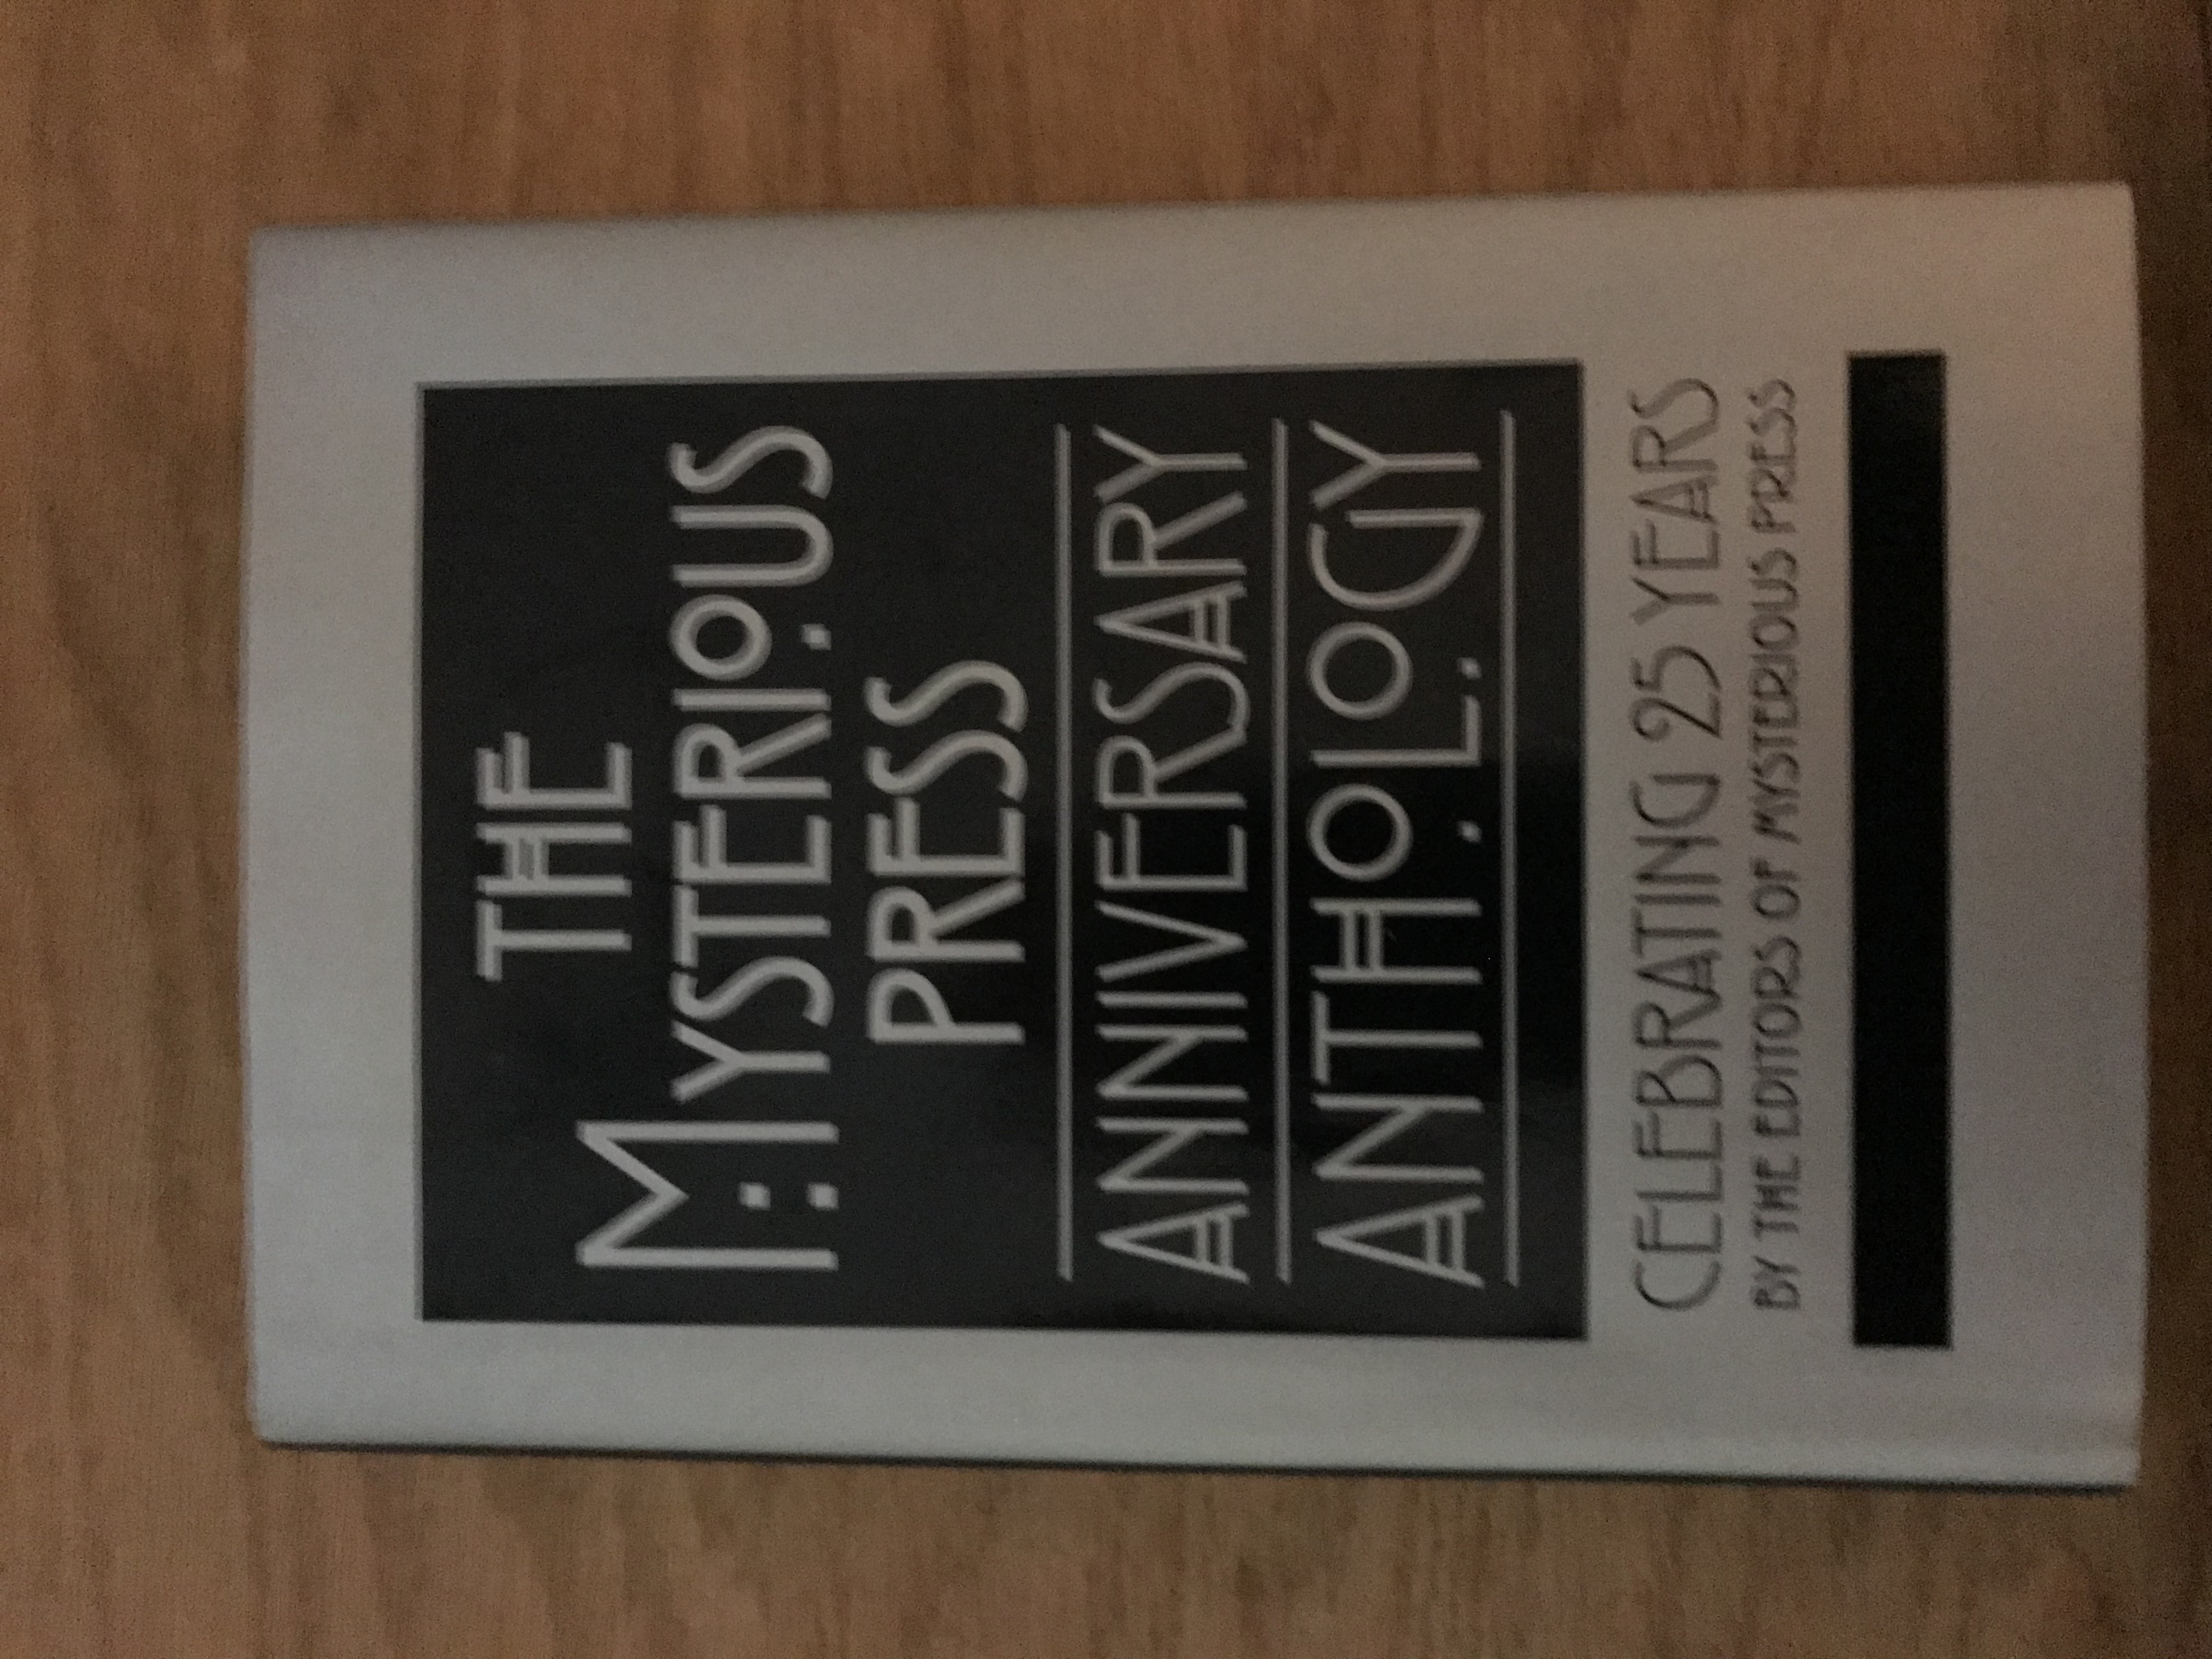 THE
MYSTERIOUS
PRESS
ANNIVERSARY
ANTHOLOGY
CELEBRATING 25 YEARS
BY THE EDITORS OF MYSTERIOUS PRESS